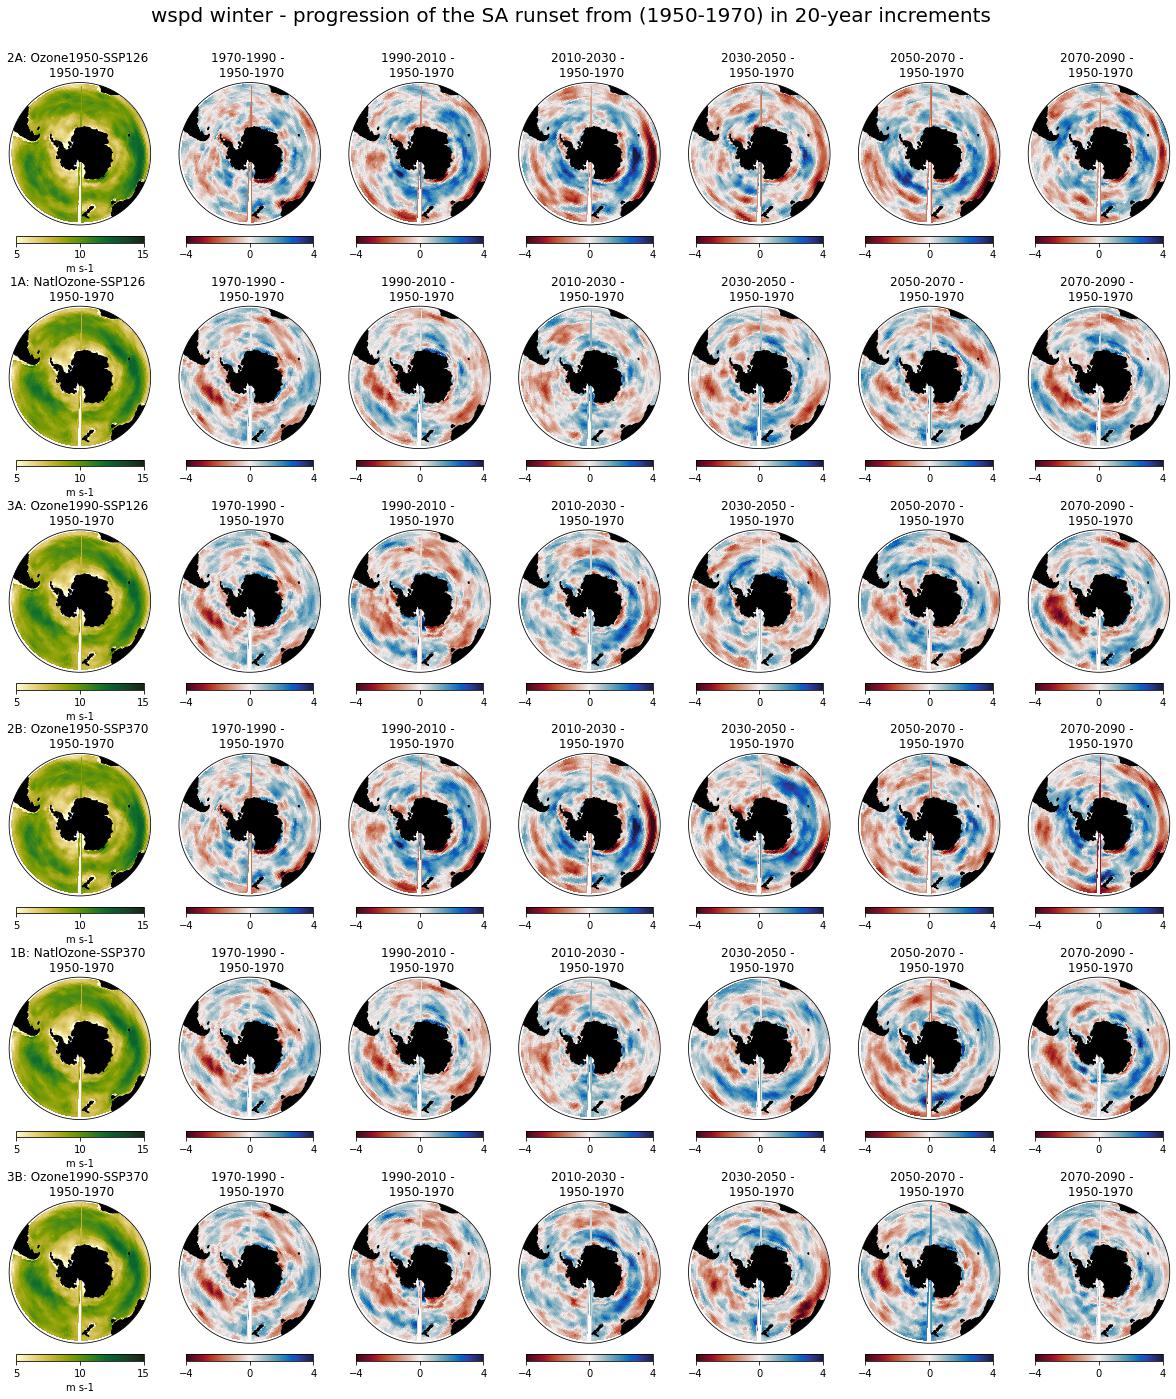 wspd winter - progression of the SA runset from (1950-1970) in 20-year increments
2A: Ozone1950-SSP126
1950-1970
1970-1990 -
1950-1970
1990-2010 -
1950-1970
2010-2030 -
1950-1970
2030-2050 -
1950-1970
2050-2070 -
1950-1970
2070-2090 -
1950-1970
5 10 15
m s-1
−4 0 4
−4 0 4
−4 0 4
−4 0 4
−4 0 4
−4 0 4
1A: NatlOzone-SSP126
1950-1970
1970-1990 -
1950-1970
1990-2010 -
1950-1970
2010-2030 -
1950-1970
2030-2050 -
1950-1970
2050-2070 -
1950-1970
2070-2090 -
1950-1970
5 10 15
m s-1
−4 0 4
−4 0 4
−4 0 4
−4 0 4
−4 0 4
−4 0 4
3A: Ozone1990-SSP126
1950-1970
1970-1990 -
1950-1970
1990-2010 -
1950-1970
2010-2030 -
1950-1970
2030-2050 -
1950-1970
2050-2070 -
1950-1970
2070-2090 -
1950-1970
5 10 15
m s-1
−4 0 4
−4 0 4
−4 0 4
−4 0 4
−4 0 4
−4 0 4
2B: Ozone1950-SSP370
1950-1970
1970-1990 -
1950-1970
1990-2010 -
1950-1970
2010-2030 -
1950-1970
2030-2050 -
1950-1970
2050-2070 -
1950-1970
2070-2090 -
1950-1970
5 10 15
m s-1
−4 0 4
−4 0 4
−4 0 4
−4 0 4
−4 0 4
−4 0 4
1B: NatlOzone-SSP370
1950-1970
1970-1990 -
1950-1970
1990-2010 -
1950-1970
2010-2030 -
1950-1970
2030-2050 -
1950-1970
2050-2070 -
1950-1970
2070-2090 -
1950-1970
5 10 15
m s-1
−4 0 4
−4 0 4
−4 0 4
−4 0 4
−4 0 4
−4 0 4
3B: Ozone1990-SSP370
1950-1970
1970-1990 -
1950-1970
1990-2010 -
1950-1970
2010-2030 -
1950-1970
2030-2050 -
1950-1970
2050-2070 -
1950-1970
2070-2090 -
1950-1970
5 10 15
m s-1
−4 0 4
−4 0 4
−4 0 4
−4 0 4
−4 0 4
−4 0 4